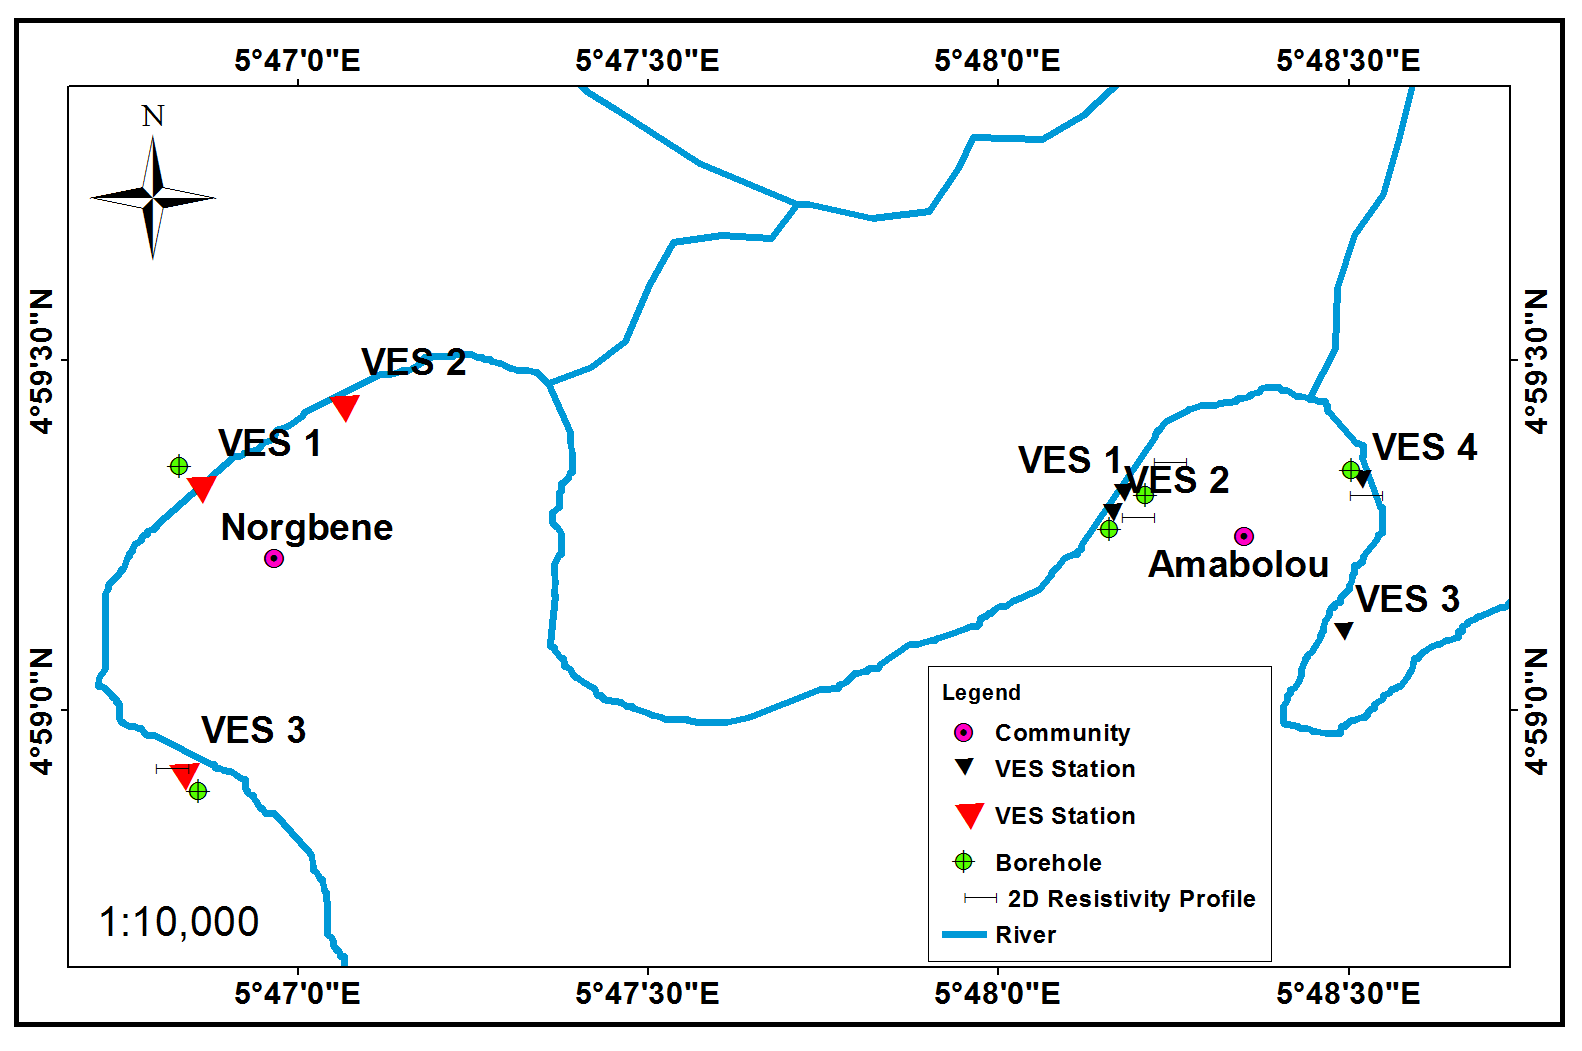 5°47'0"E 5°47'30"E 5°48'0"E 5°48'30"E
N
4°59'30"N
4°59'30"N
VES 2
VES 1
VES 1
VES 4
VES 2
Norgbene
Amabolou
VES 3
4°59'0"N
4°59'0"N
VES 3
Legend
Community
VES Station
VES Station
Borehole
2D Resistivity Profile
River
1:10,000
5°47'0"E 5°47'30"E 5°48'0"E 5°48'30"E